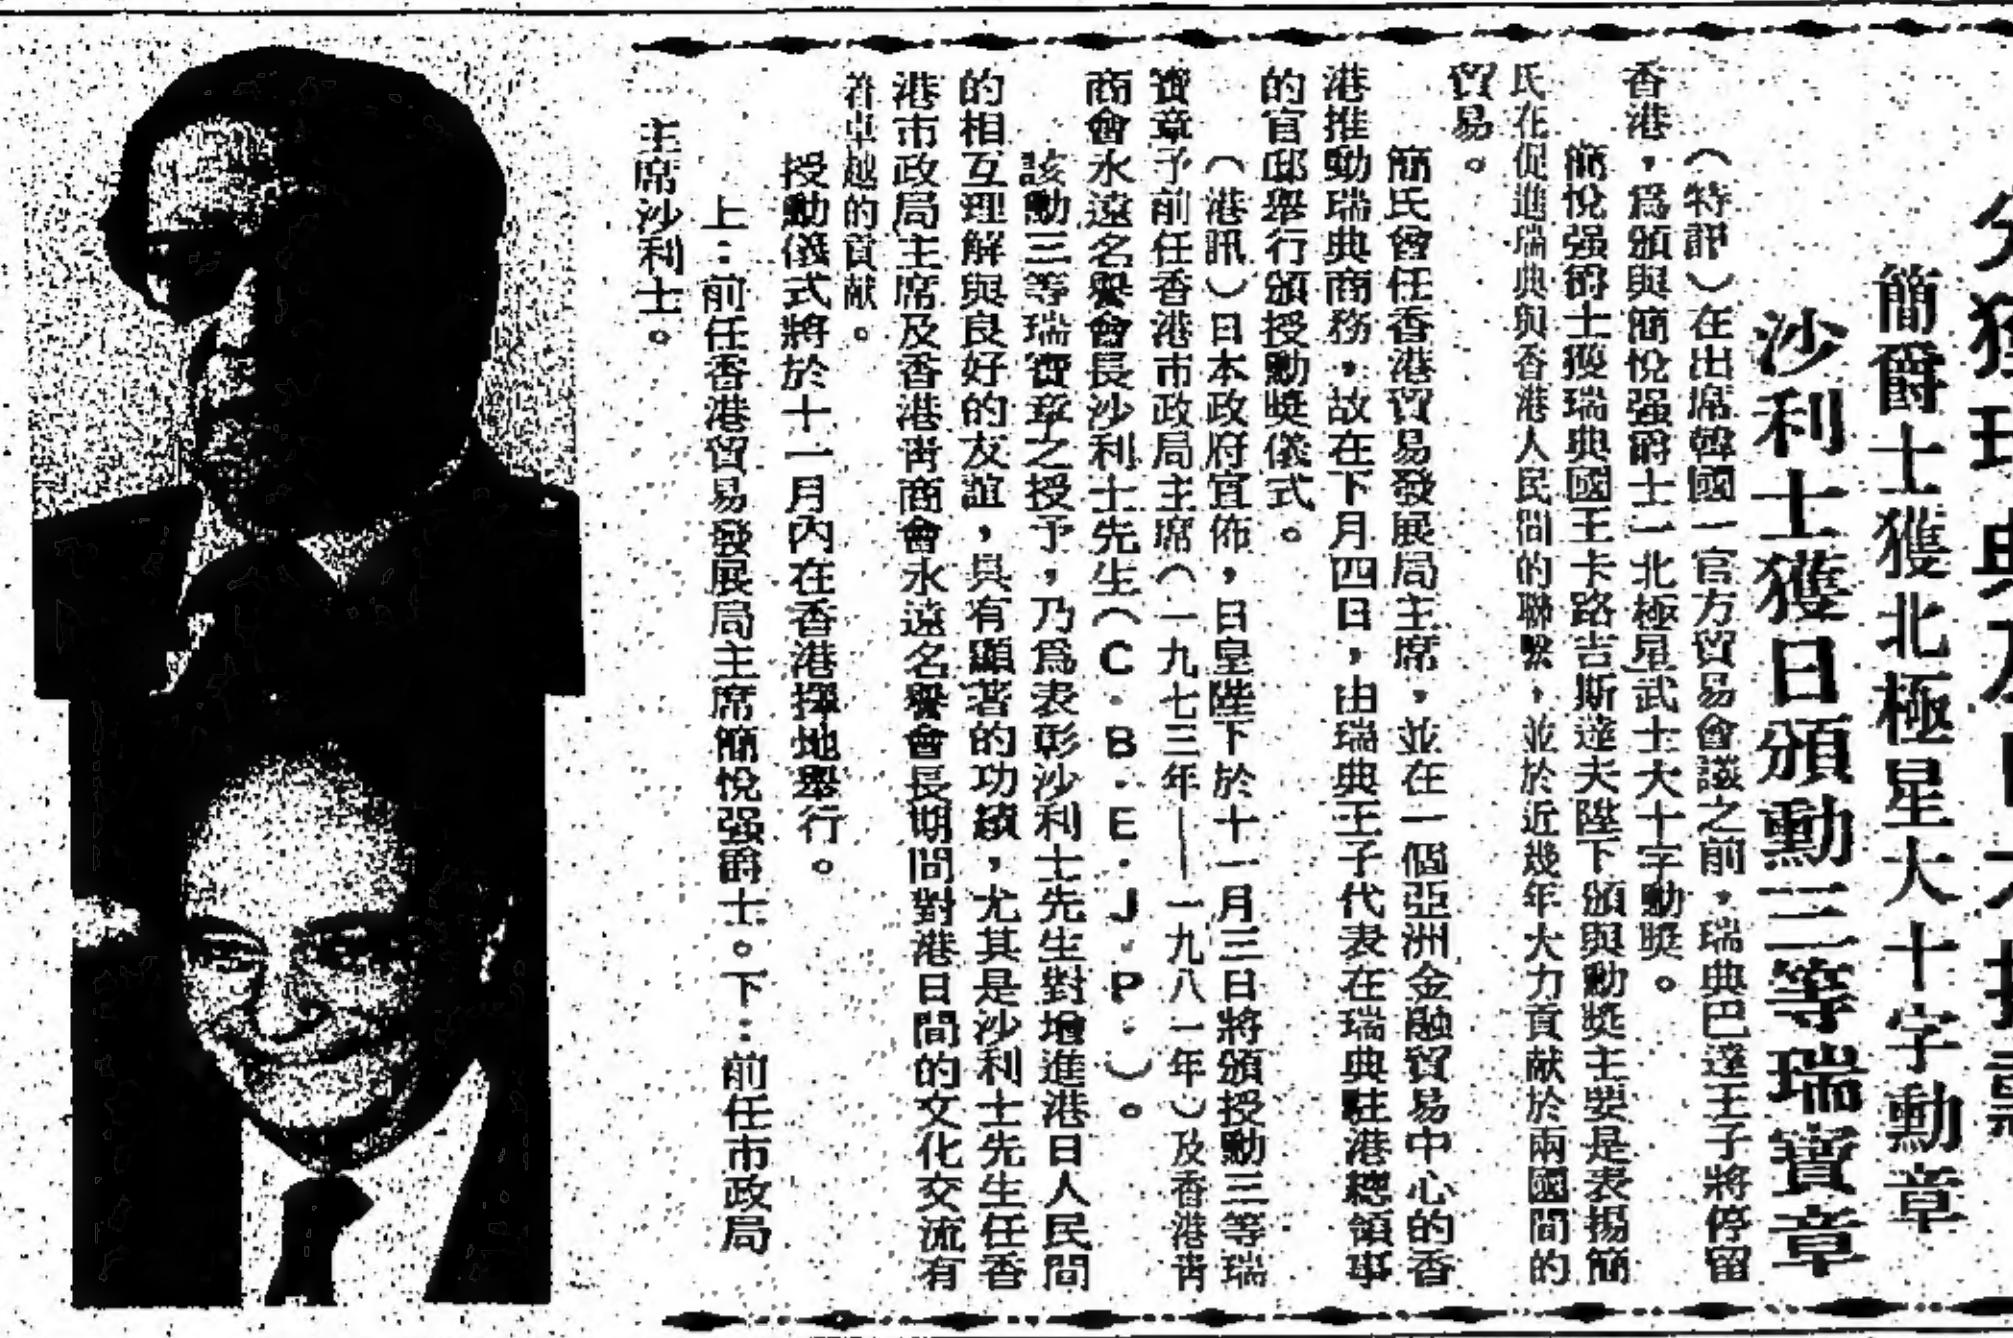 簡爵士獲北極星大十字勳章
沙利士獲日頒勳三等瑞寶章
（特訊）在出席韓國一官方貿易會議之前，瑞典巴達王子將停留
香港，爲頒與簡悅强爵士一北極星武士大十字勳奬。
簡悅强爵士獲瑞典國王卡路吉斯達夫陛下頒與勳奬主要是表揚簡
氏在促進瑞典與香港人民間的聯繫，並於近幾年大力貢献於兩國間的
貿易。
簡氏曾任香港貿易發展局主席，並在一個亞洲金融貿易中心的香
港推動瑞典商務，故在下月四日，由瑞典王子代表在瑞典駐港總領事
的官邸舉行頒授勳奬儀式。
（港訊）日本政府宣佈，日皇陛下於十一月三日將頒授勳三等瑞
寶章予前任香港市政局主席（一九七三年——一九八一年）及香港靑
商會永遠名譽會長沙利士先生（C．B．E．J．P．）。
該勳三等瑞寶章之授予，乃爲表彰沙利士先生對增進港日人民間
的相互理解與良好的友誼，具有顯著的功績，尤其是沙利士先生任香
港市政局主席及香港靑商會永遠名譽會長期間對港日間的文化交流有
着卓越的貢献。
授勳儀式將於十一月內在香港擇地舉行。
上：前任香港貿易發展局主席簡悅强爵士。下：前任市政局
主席沙利士。